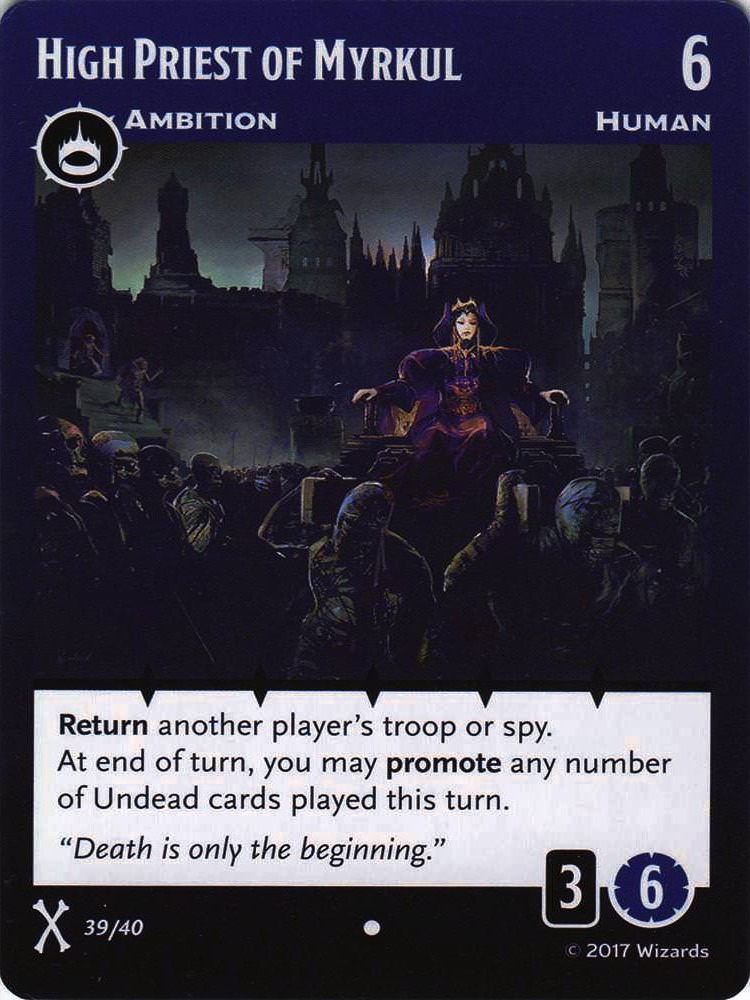 High Priest of Myrkul 6
Ambition Human
Return another player's troop or spy.
At end of turn, you may promote any number
of Undead cards played this turn.
"Death is only the beginning."
3 6
39/40
© 2017 Wizards